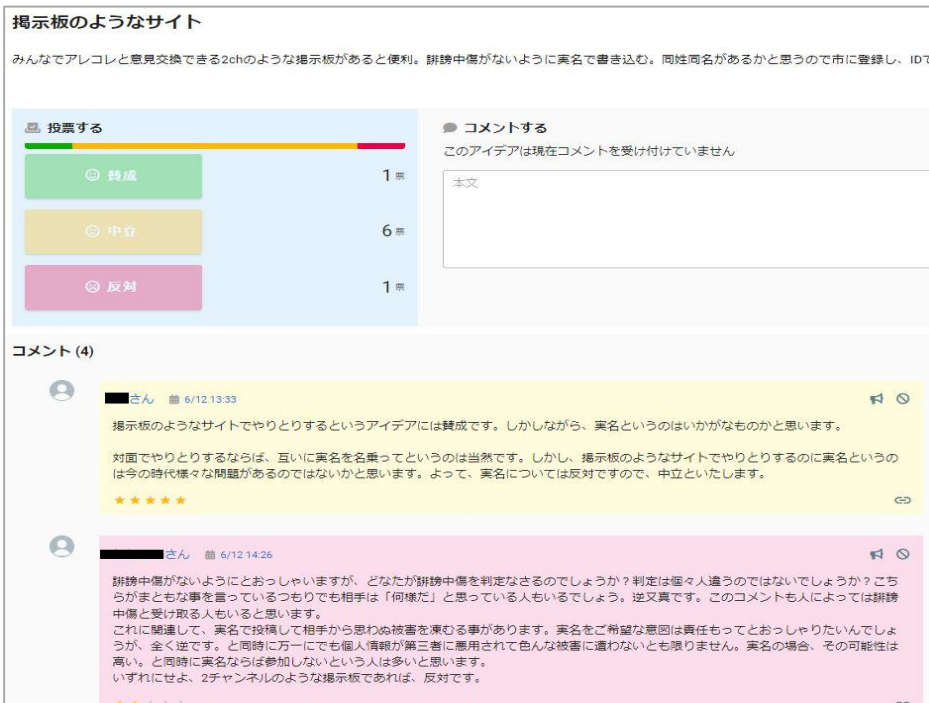 掲示板のようなサイト
みんなでアレコレと意見交換できる2chのような掲示板があると便利。誹謗中傷がないように実名で書き込む。同姓同名があるかと思うので市に登録し、IDで
投票する
賛成 1票
中立 6票
反対 1票
コメントする
このアイデアは現在コメントを受け付けていません
本文
コメント (4)
さん 6/12 13:33
掲示板のようなサイトでやりとりするというアイデアには賛成です。しかしながら、実名というのはいかがなものかと思います。
対面でやりとりするならば、互いに実名を名乗ってというのは当然です。しかし、掲示板のようなサイトでやりとりするのに実名というの
は今の時代様々な問題があるのではないかと思います。よって、実名については反対ですので、中立といたします。
さん 6/12 14:26
誹謗中傷がないようにとおっしゃいますが、どなたが誹謗中傷を判定なさるのでしょうか？判定は個々人違うのではないでしょうか？こち
らがまともな事を言っているつもりでも相手は「何様だ」と思っている人もいるでしょう。逆又真です。このコメントも人によっては誹謗
中傷と受け取る人もいると思います。
これに関連して、実名で投稿して相手から思わぬ被害を凍むる事があります。実名をご希望な意図は責任もってとおっしゃりたいんでしょ
うが、全く逆です。と同時に万一にでも個人情報が第三者に悪用されて色んな被害に遭わないとも限りません。実名の場合、その可能性は
高い。と同時に実名ならば参加しないという人は多いと思います。
いずれにせよ、2チャンネルのような掲示板であれば、反対です。